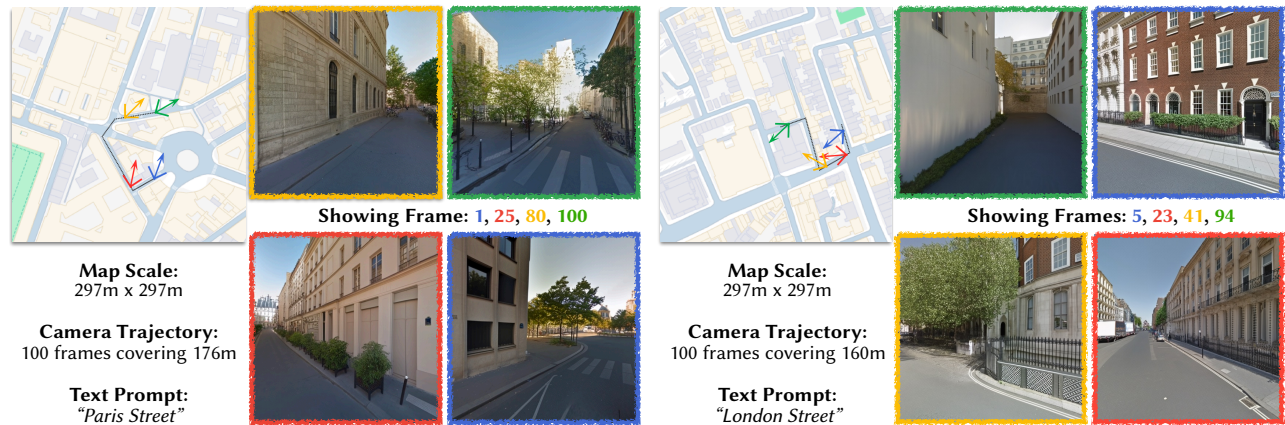 Showing Frame: 1, 25, 80, 100
Map Scale:
297m x 297m
Camera Trajectory:
100 frames covering 176m
Text Prompt:
“Paris Street”
Showing Frames: 5, 23, 41, 94
Map Scale:
297m x 297m
Camera Trajectory:
100 frames covering 160m
Text Prompt:
“London Street”